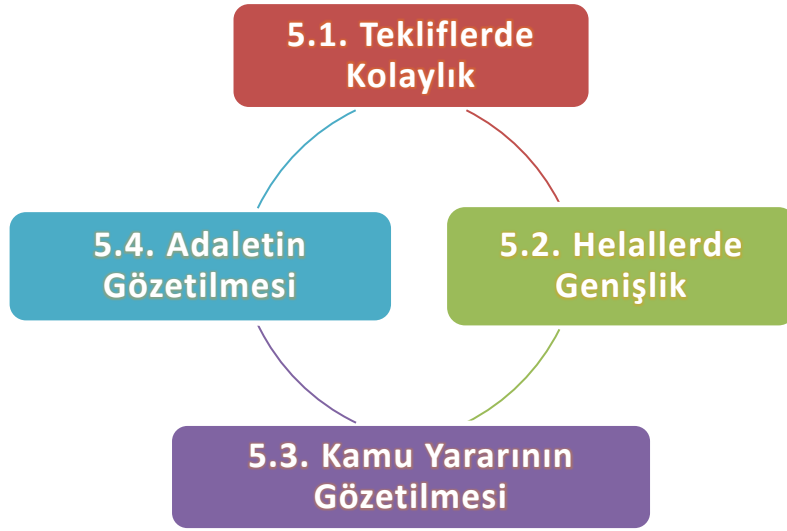 5.1. Tekliflerde
Kolaylık
5.4. Adaletin
Gözetilmesi
5.2. Helallerde
Genişlik
5.3. Kamu Yararının
Gözetilmesi